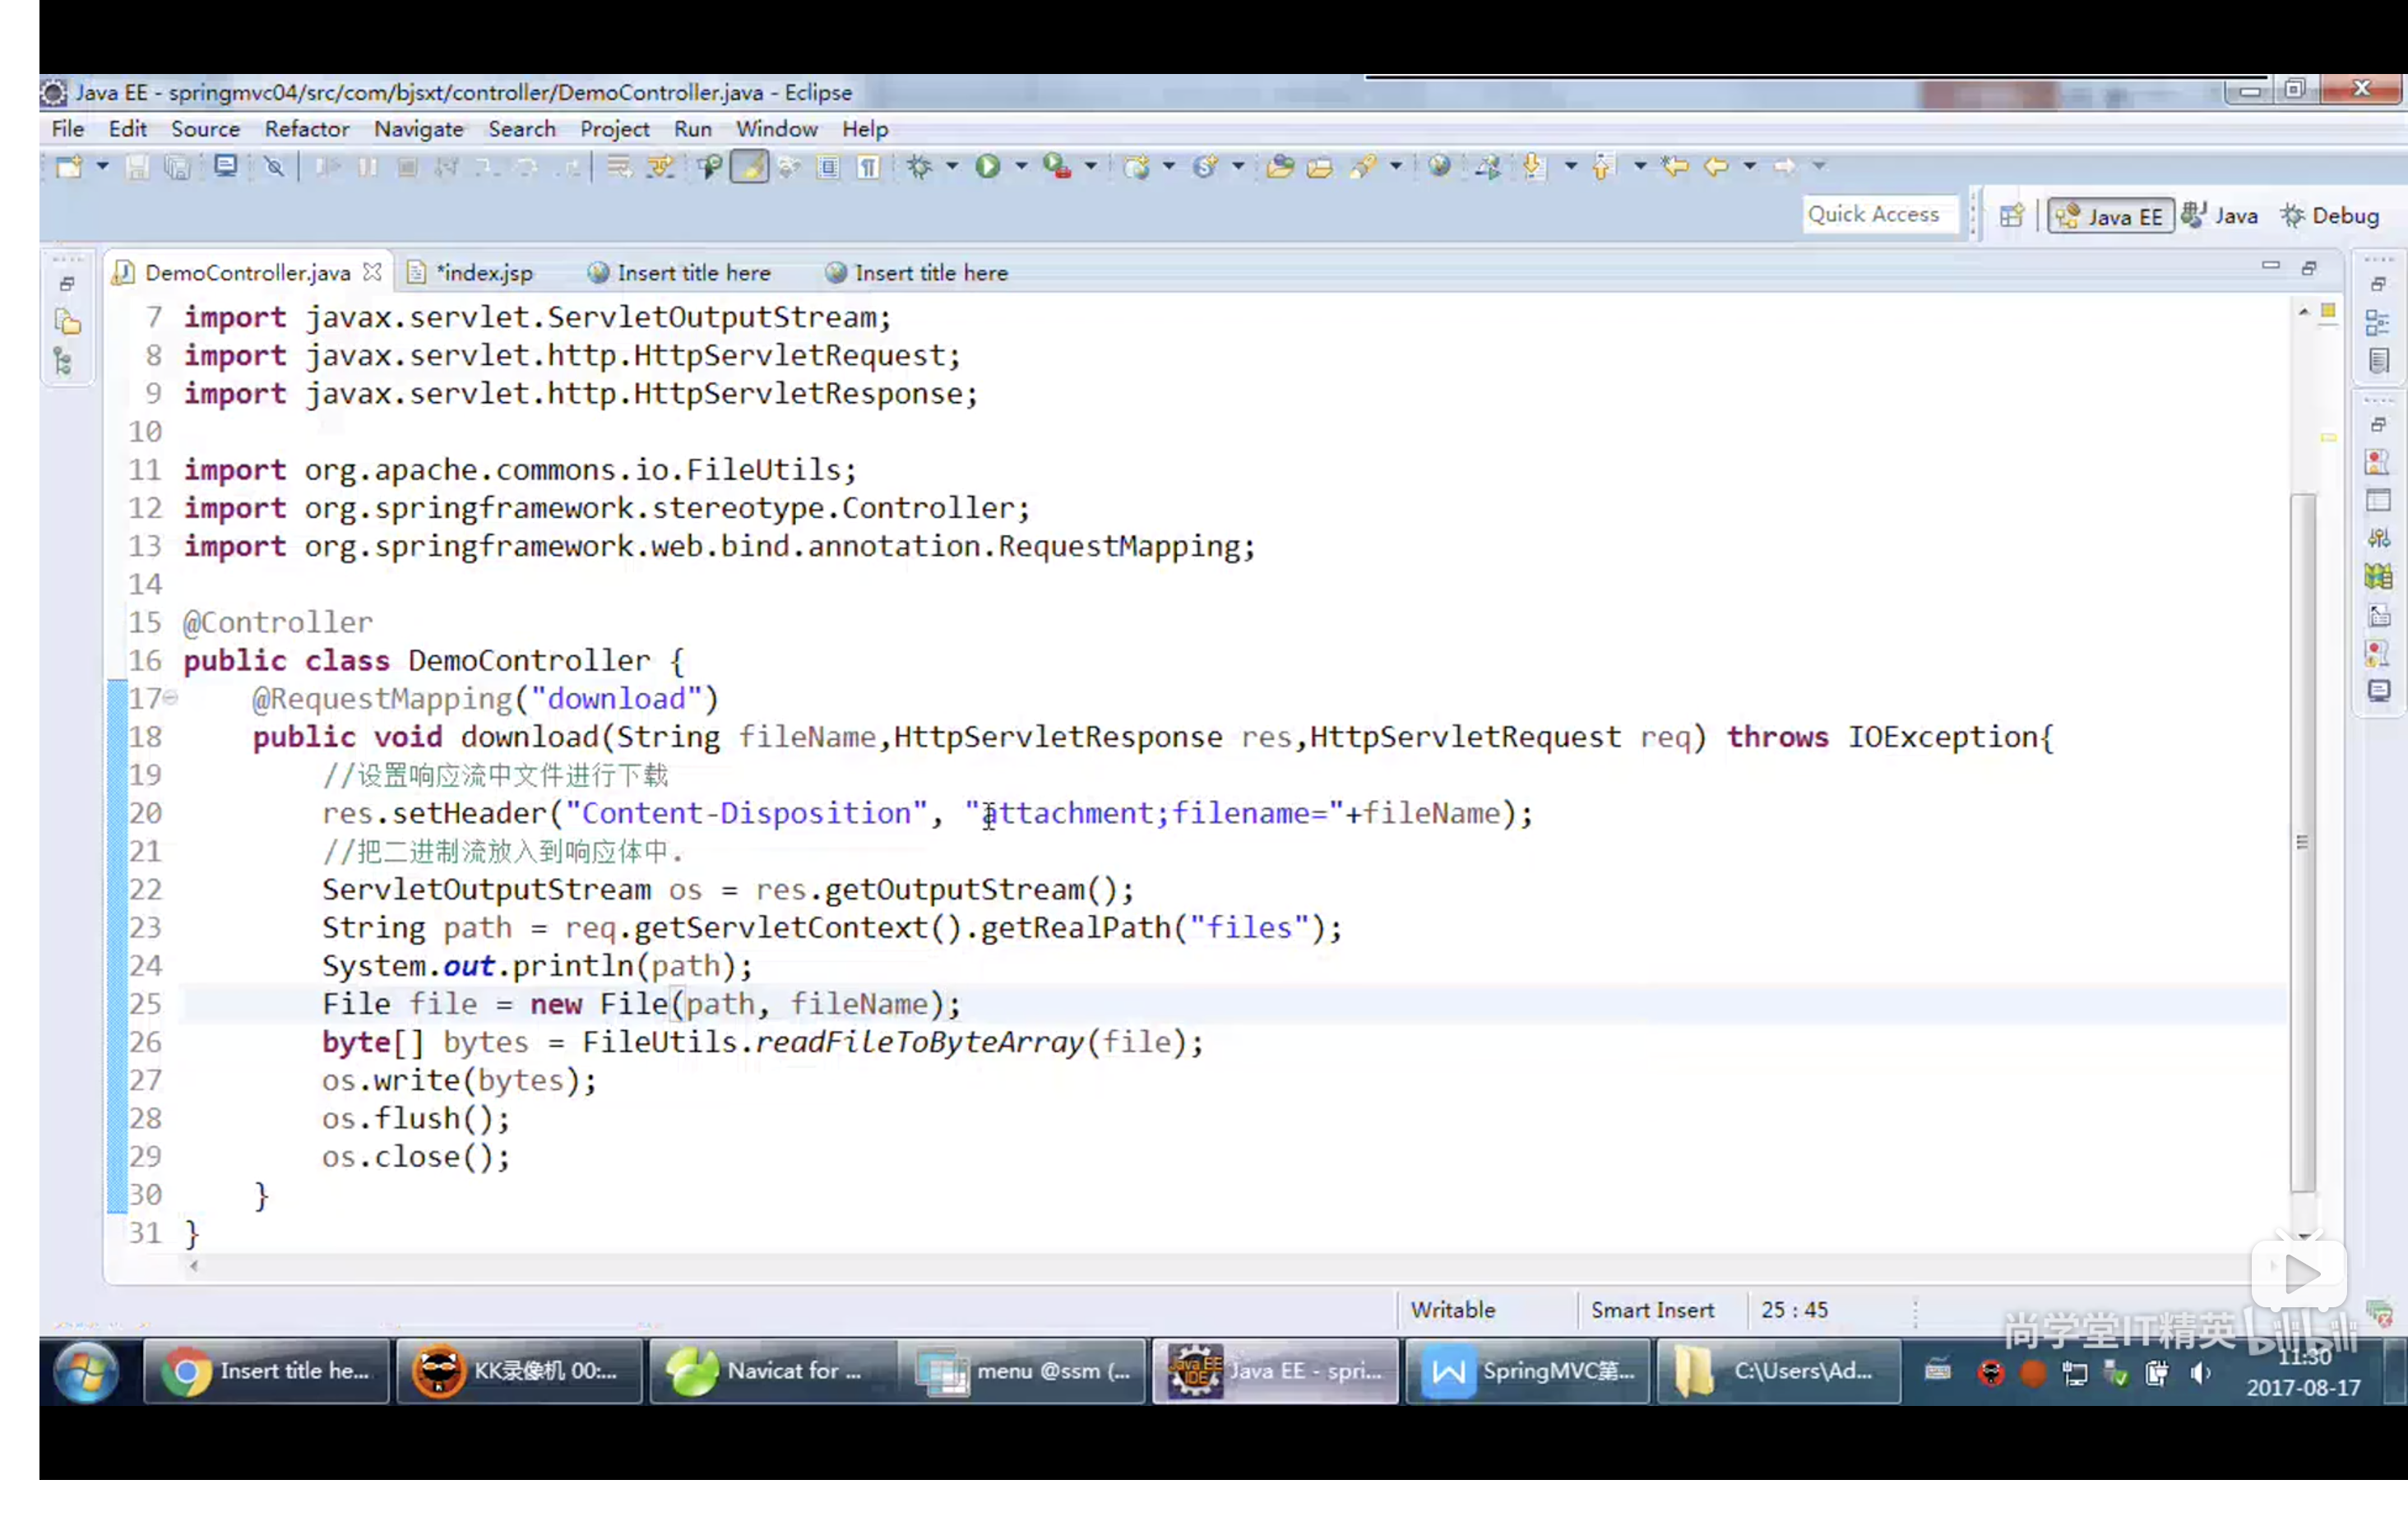 Java EE - springmvc04/src/com/bjsxt/controller/DemoController.java - Eclipse
File Edit Source Refactor Navigate Search Project Run Window Help
Quick Access Java EE Java Debug
DemoController.java *index.jsp Insert title here Insert title here
7 import javax.servlet.ServletOutputStream;
8 import javax.servlet.http.HttpServletRequest;
9 import javax.servlet.http.HttpServletResponse;
10
11 import org.apache.commons.io.FileUtils;
12 import org.springframework.stereotype.Controller;
13 import org.springframework.web.bind.annotation.RequestMapping;
14
15 @Controller
16 public class DemoController {
17 @RequestMapping("download")
18 public void download(String fileName,HttpServletResponse res,HttpServletRequest req) throws IOException{
19 //设置响应流中文件进行下载
20 res.setHeader("Content-Disposition", "attachment;filename="+fileName);
21 //把二进制流放入到响应体中.
22 ServletOutputStream os = res.getOutputStream();
23 String path = req.getServletContext().getRealPath("files");
24 System.out.println(path);
25 File file = new File(path, fileName);
26 byte[] bytes = FileUtils.readFileToByteArray(file);
27 os.write(bytes);
28 os.flush();
29 os.close();
30 }
31 }
Writable Smart Insert 25 : 45
尚学堂IT精英 bilibili
Insert title he... KK录像机 00:... Navicat for ... menu @ssm (... Java EE - spri... SpringMVC第... C:\Users\Ad... 11:30
2017-08-17